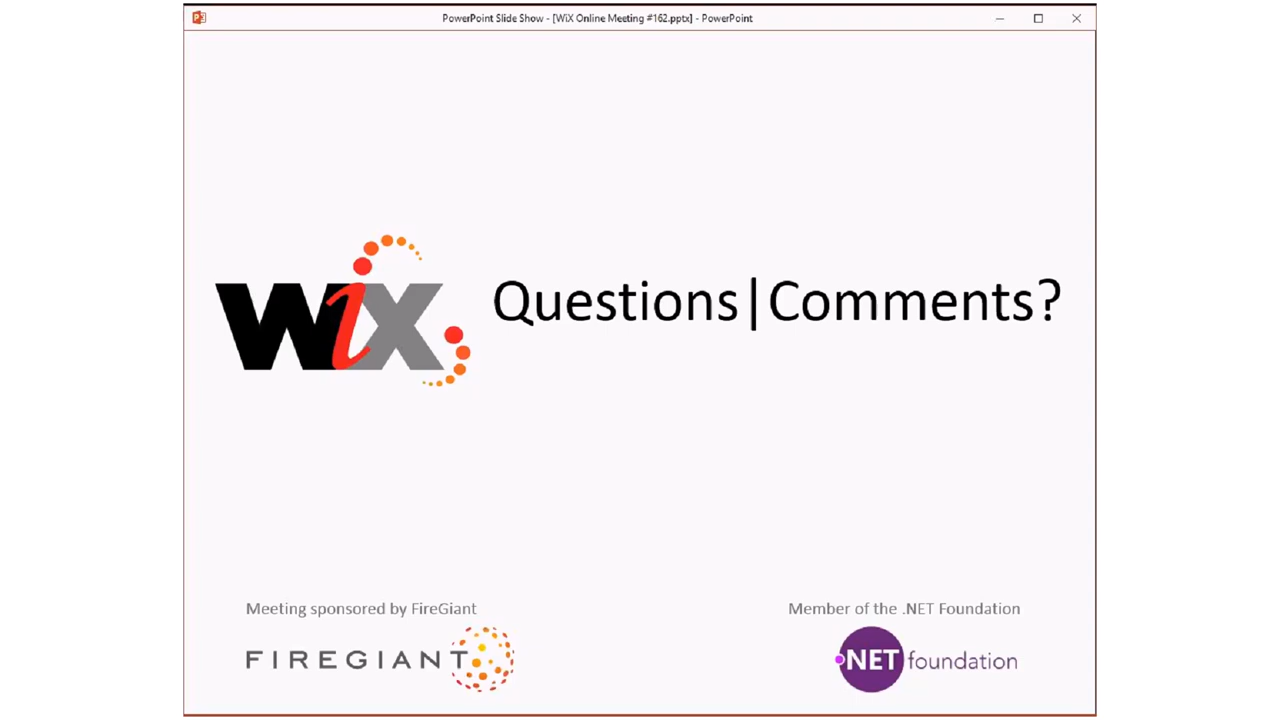 PowerPoint Slide Show - [WiX Online Meeting #162.pptx] - PowerPoint
WiX
Questions|Comments?
Meeting sponsored by FireGiant
Member of the .NET Foundation
FIREGIANT
.NET foundation